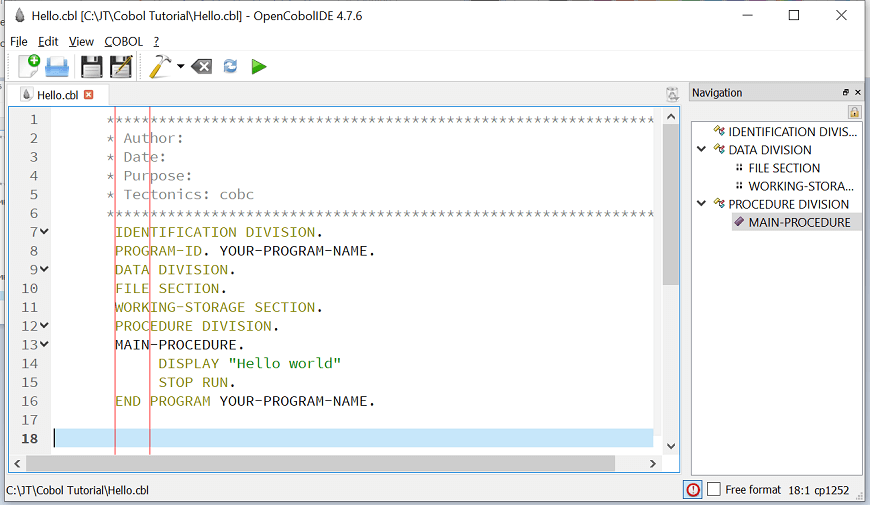 Hello.cbl [C:\JT\Cobol Tutorial\Hello.cbl] - OpenCobolIDE 4.7.6
File Edit View COBOL ?
Hello.cbl
1 ***************************************************************
2 * Author:
3 * Date:
4 * Purpose:
5 * Tectonics: cobc
6 ***************************************************************
7 IDENTIFICATION DIVISION.
8 PROGRAM-ID. YOUR-PROGRAM-NAME.
9 DATA DIVISION.
10 FILE SECTION.
11 WORKING-STORAGE SECTION.
12 PROCEDURE DIVISION.
13 MAIN-PROCEDURE.
14 DISPLAY "Hello world"
15 STOP RUN.
16 END PROGRAM YOUR-PROGRAM-NAME.
17
18
Navigation
IDENTIFICATION DIVIS...
DATA DIVISION
FILE SECTION
WORKING-STORA...
PROCEDURE DIVISION
MAIN-PROCEDURE
C:\JT\Cobol Tutorial\Hello.cbl
Free format 18:1 cp1252